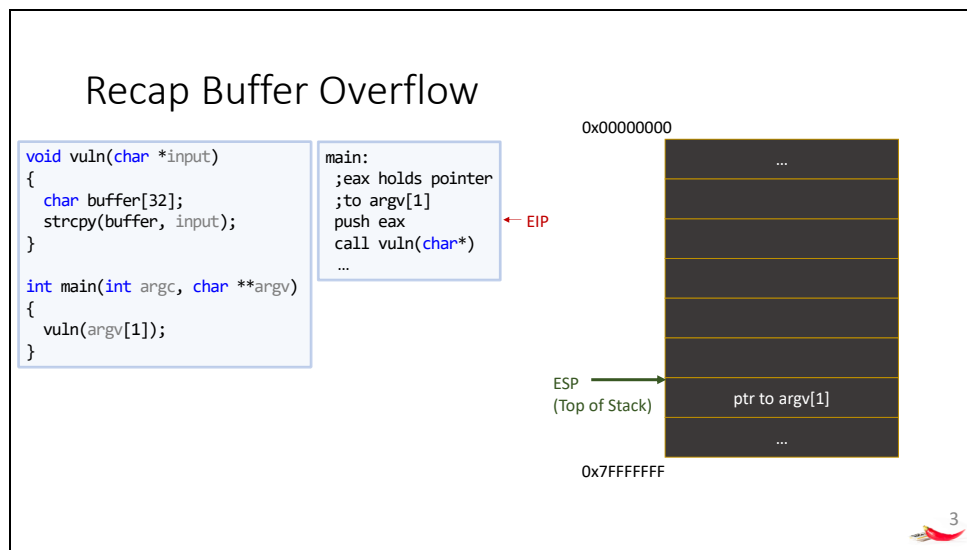 Recap Buffer Overflow
void vuln(char *input)
{
  char buffer[32];
  strcpy(buffer, input);
}

int main(int argc, char **argv)
{
  vuln(argv[1]);
}
main:
 ;eax holds pointer
 ;to argv[1]
 push eax
 call vuln(char*)
 …
EIP
0x00000000
…
ESP
(Top of Stack)
ptr to argv[1]
…
0x7FFFFFFF
3